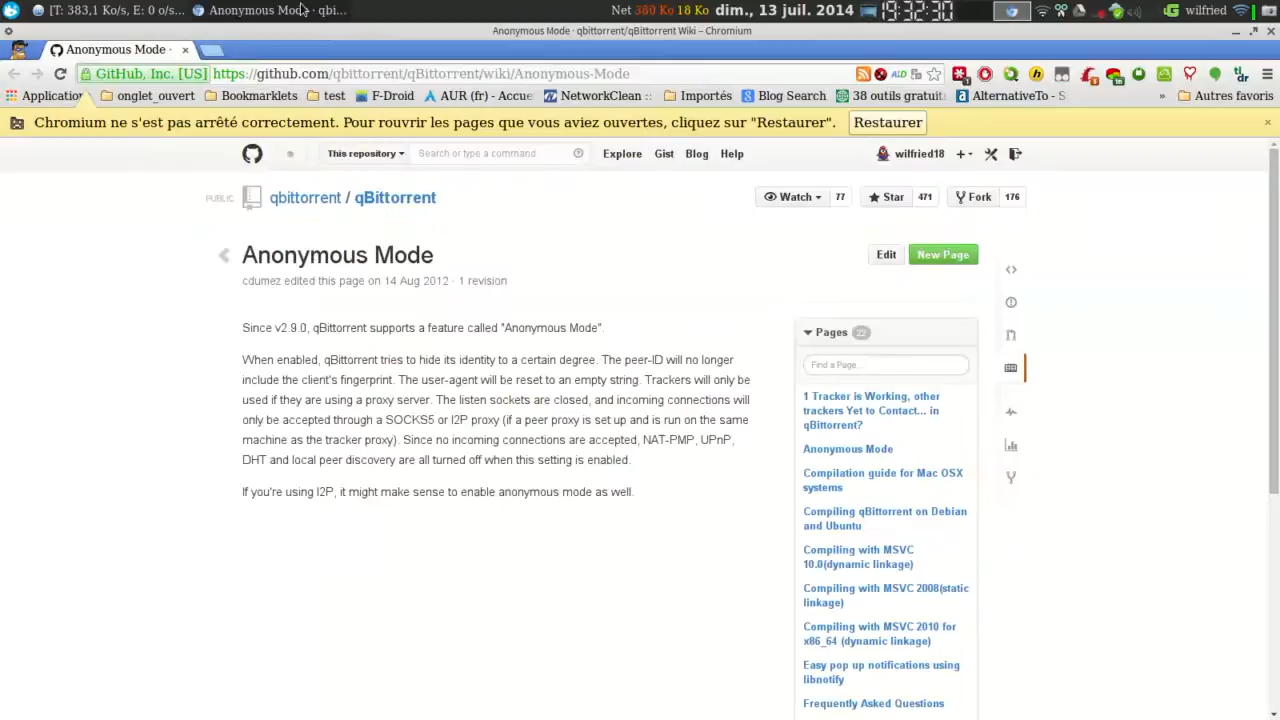 [T: 383,1 Ko/s, E: 0 o/s...
Anonymous Mode · qbi...
Net 380 Ko 18 Ko dim., 13 juil. 2014
19:32:30
wilfried
Anonymous Mode · qbittorrent/qBittorrent Wiki – Chromium
Anonymous Mode ·
GitHub, Inc. [US] https://github.com/qbittorrent/qBittorrent/wiki/Anonymous-Mode
Application
onglet_ouvert
Bookmarklets
test
F-Droid
AUR (fr) - Accue
NetworkClean ::
Importés
Blog Search
38 outils gratuit
AlternativeTo - S
»
Autres favoris
Chromium ne s'est pas arrêté correctement. Pour rouvrir les pages que vous aviez ouvertes, cliquez sur "Restaurer".
Restaurer
This repository
Search or type a command
Explore
Gist
Blog
Help
wilfried18
PUBLIC
qbittorrent / qBittorrent
Watch
77
Star
471
Fork
176
Anonymous Mode
Edit
New Page
cdumez edited this page on 14 Aug 2012 · 1 revision
Since v2.9.0, qBittorrent supports a feature called "Anonymous Mode".
When enabled, qBittorrent tries to hide its identity to a certain degree. The peer-ID will no longer
include the client's fingerprint. The user-agent will be reset to an empty string. Trackers will only be
used if they are using a proxy server. The listen sockets are closed, and incoming connections will
only be accepted through a SOCKS5 or I2P proxy (if a peer proxy is set up and is run on the same
machine as the tracker proxy). Since no incoming connections are accepted, NAT-PMP, UPnP,
DHT and local peer discovery are all turned off when this setting is enabled.
If you're using I2P, it might make sense to enable anonymous mode as well.
Pages 22
Find a Page...
1 Tracker is Working, other
trackers Yet to Contact... in
qBittorrent?
Anonymous Mode
Compilation guide for Mac OSX
systems
Compiling qBittorrent on Debian
and Ubuntu
Compiling with MSVC
10.0(dynamic linkage)
Compiling with MSVC 2008(static
linkage)
Compiling with MSVC 2010 for
x86_64 (dynamic linkage)
Easy pop up notifications using
libnotify
Frequently Asked Questions